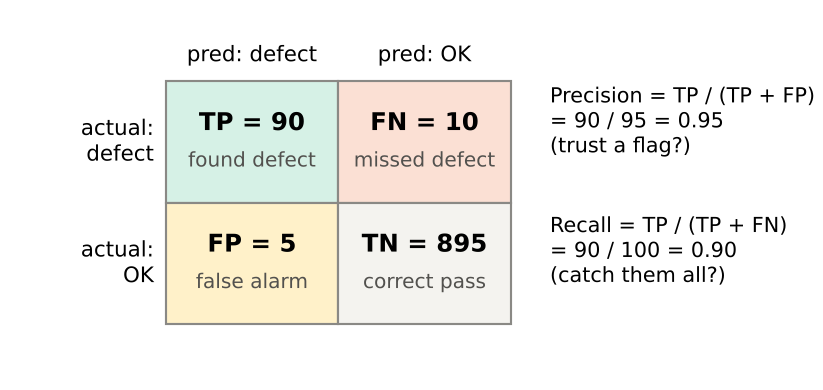 pred: defect
pred: OK
actual:
defect
TP = 90
found defect
FN = 10
missed defect
Precision = TP / (TP + FP)
= 90 / 95 = 0.95
(trust a flag?)
actual:
OK
FP = 5
false alarm
TN = 895
correct pass
Recall = TP / (TP + FN)
= 90 / 100 = 0.90
(catch them all?)